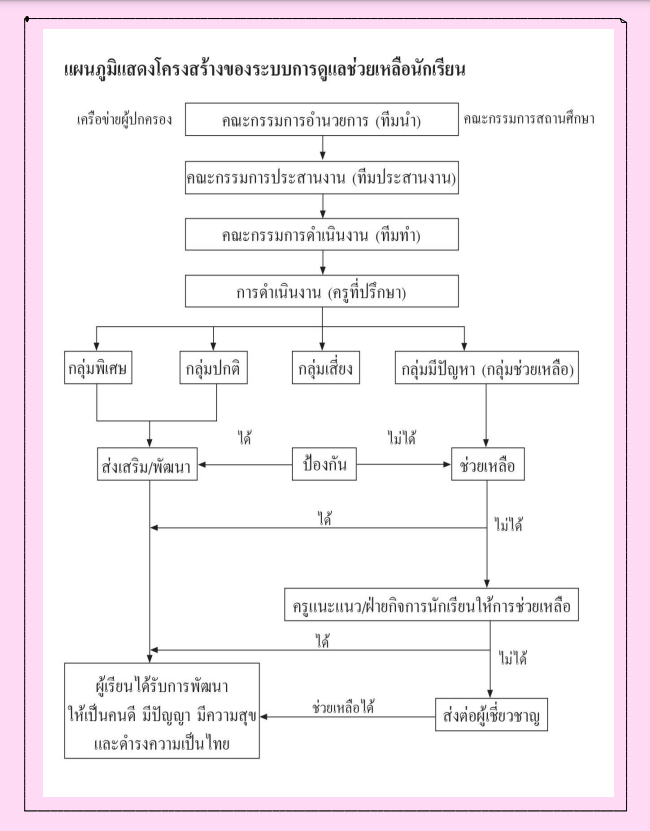 แผนภูมิแสดงโครงสร้างของระบบการดูแลช่วยเหลือนักเรียน
เครือข่ายผู้ปกครอง
คณะกรรมการอำนวยการ (ทีมนำ)
คณะกรรมการสถานศึกษา
คณะกรรมการประสานงาน (ทีมประสานงาน)
คณะกรรมการดำเนินงาน (ทีมทำ)
การดำเนินงาน (ครูที่ปรึกษา)
กลุ่มพิเศษ
กลุ่มปกติ
กลุ่มเสี่ยง
กลุ่มมีปัญหา (กลุ่มช่วยเหลือ)
ได้
ไม่ได้
ส่งเสริม/พัฒนา
ป้องกัน
ช่วยเหลือ
ได้
ไม่ได้
ครูแนะแนว/ฝ่ายกิจการนักเรียนให้การช่วยเหลือ
ได้
ไม่ได้
ผู้เรียนได้รับการพัฒนา
ให้เป็นคนดี มีปัญญา มีความสุข
และดำรงความเป็นไทย
ช่วยเหลือได้
ส่งต่อผู้เชี่ยวชาญ